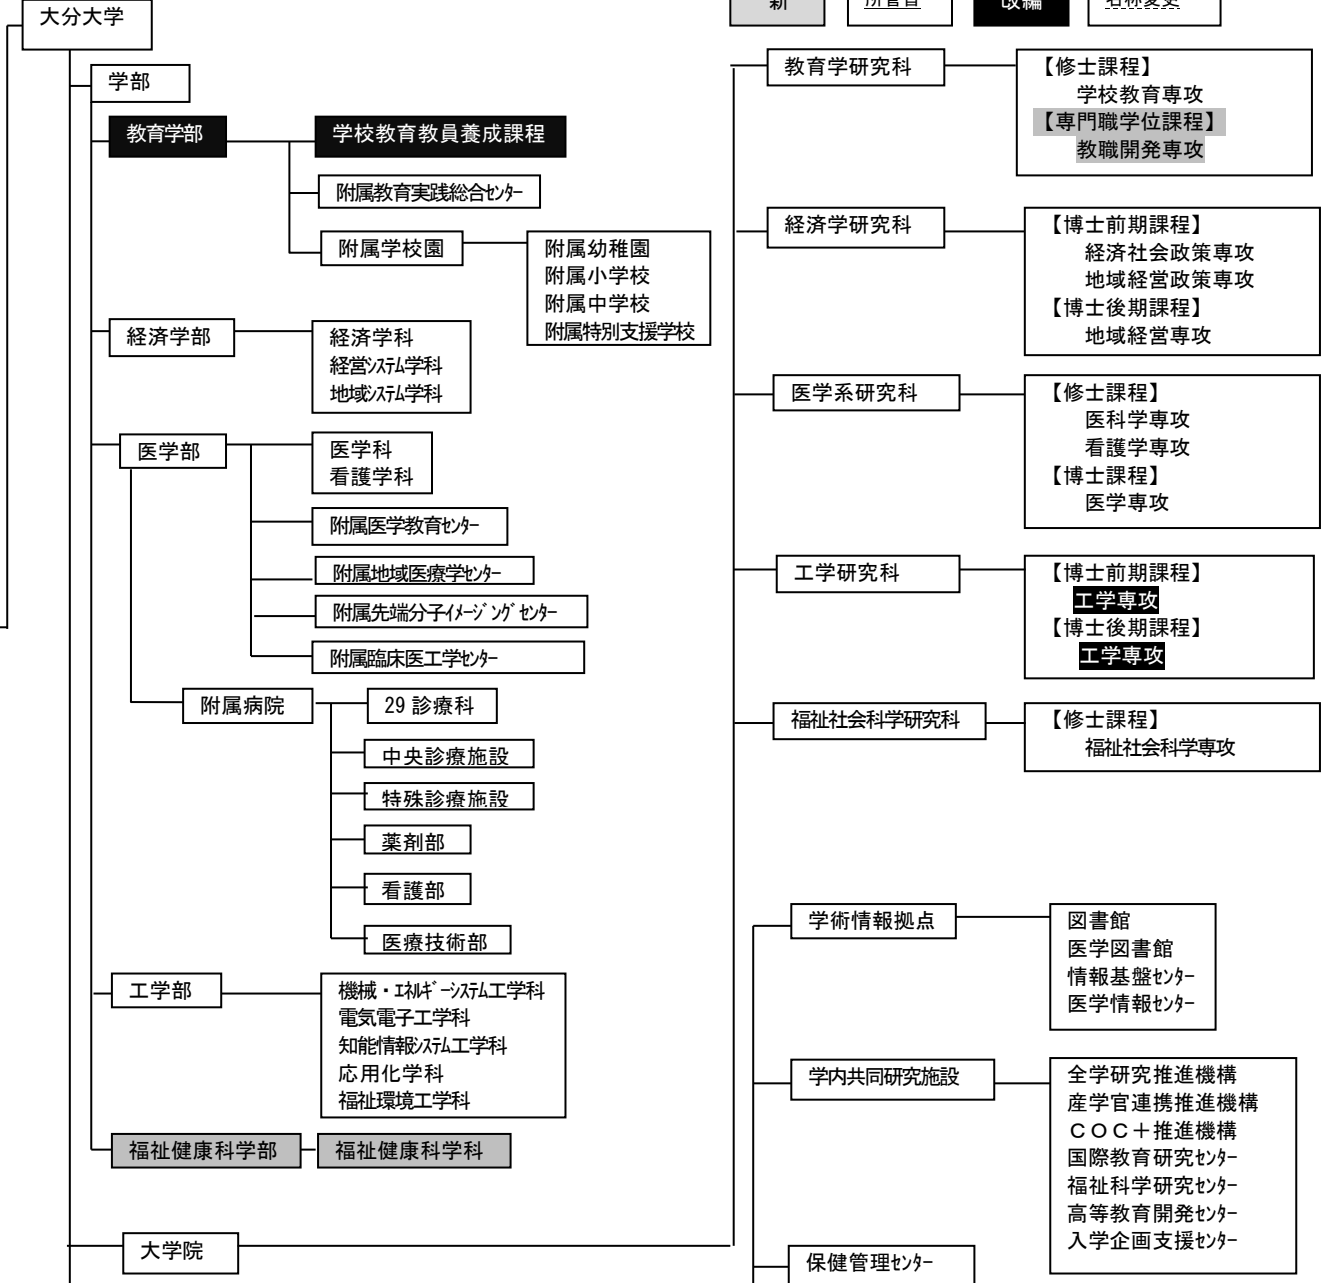 大分大学
学部
教育学部
学校教育教員養成課程
附属教育実践総合ｾﾝﾀｰ
附属学校園
附属幼稚園
附属小学校
附属中学校
附属特別支援学校
経済学部
経済学科
経営ｼｽﾃﾑ学科
地域ｼｽﾃﾑ学科
医学部
医学科
看護学科
附属医学教育ｾﾝﾀｰ
附属地域医療学ｾﾝﾀｰ
附属先端分子ｲﾒｰｼﾞﾝｸﾞｾﾝﾀｰ
附属臨床医工学ｾﾝﾀｰ
附属病院
29 診療科
中央診療施設
特殊診療施設
薬剤部
看護部
医療技術部
工学部
機械・ｴﾈﾙｷﾞｰｼｽﾃﾑ工学科
電気電子工学科
知能情報ｼｽﾃﾑ工学科
応用化学科
福祉環境工学科
福祉健康科学部
福祉健康科学科
大学院
新
所管替
改編
名称変更
教育学研究科
【修士課程】
学校教育専攻
【専門職学位課程】
教職開発専攻
経済学研究科
【博士前期課程】
経済社会政策専攻
地域経営政策専攻
【博士後期課程】
地域経営専攻
医学系研究科
【修士課程】
医科学専攻
看護学専攻
【博士課程】
医学専攻
工学研究科
【博士前期課程】
工学専攻
【博士後期課程】
工学専攻
福祉社会科学研究科
【修士課程】
福祉社会科学専攻
学術情報拠点
図書館
医学図書館
情報基盤ｾﾝﾀｰ
医学情報ｾﾝﾀｰ
学内共同研究施設
全学研究推進機構
産学官連携推進機構
ＣＯＣ＋推進機構
国際教育研究ｾﾝﾀｰ
福祉科学研究ｾﾝﾀｰ
高等教育開発ｾﾝﾀｰ
入学企画支援ｾﾝﾀｰ
保健管理ｾﾝﾀｰ